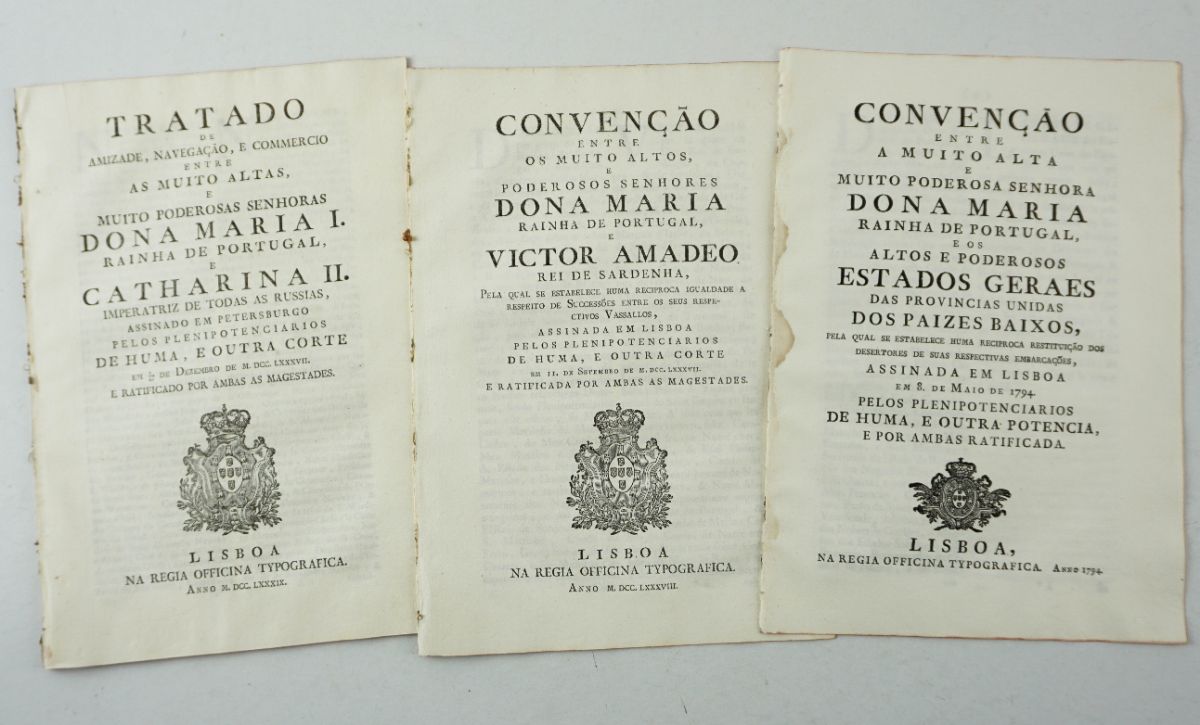 TRATADO
DE
AMIZADE, NAVEGAÇÃO, E COMMERCIO
ENTRE
AS MUITO ALTAS,
E
MUITO PODEROSAS SENHORAS
DONA MARIA I.
RAINHA DE PORTUGAL,
E
CATHARINA II.
IMPERATRIZ DE TODAS AS RUSSIAS,
ASSINADO EM PETERSBURGO
PELOS PLENIPOTENCIARIOS
DE HUMA, E OUTRA CORTE
EM DE DEZEMBRO DE M. DCC. LXXXVII.
E RATIFICADO POR AMBAS AS MAGESTADES.
LISBOA
NA REGIA OFFICINA TYPOGRAFICA.
ANNO M. DCC. LXXXIX.
CONVENÇÃO
ENTRE
OS MUITO ALTOS,
E
PODEROSOS SENHORES
DONA MARIA
RAINHA DE PORTUGAL,
E
VICTOR AMADEO
REI DE SARDENHA,
PELA QUAL SE ESTABELECE HUMA RECIPROCA IGUALDADE A
RESPEITO DE SUCCESSÕES ENTRE OS SEUS RESPE-
CTIVOS VASSALLOS,
ASSINADA EM LISBOA
PELOS PLENIPOTENCIARIOS
DE HUMA, E OUTRA CORTE
EM 11. DE SETEMBRO DE M. DCC. LXXXVII.
E RATIFICADA POR AMBAS AS MAGESTADES.
LISBOA
NA REGIA OFFICINA TYPOGRAFICA.
ANNO M. DCC. LXXXVIII.
CONVENÇÃO
ENTRE
A MUITO ALTA
E
MUITO PODEROSA SENHORA
DONA MARIA
RAINHA DE PORTUGAL,
E OS
ALTOS E PODEROSOS
ESTADOS GERAES
DAS PROVINCIAS UNIDAS
DOS PAIZES BAIXOS,
PELA QUAL SE ESTABELECE HUMA RECIPROCA RESTITUIÇÃO DOS
DESERTORES DE SUAS RESPECTIVAS EMBARCAÇÕES,
ASSINADA EM LISBOA
EM 8. DE MAIO DE 1794.
PELOS PLENIPOTENCIARIOS
DE HUMA, E OUTRA POTENCIA,
E POR AMBAS RATIFICADA.
LISBOA,
NA REGIA OFFICINA TYPOGRAFICA. ANNO 1794.